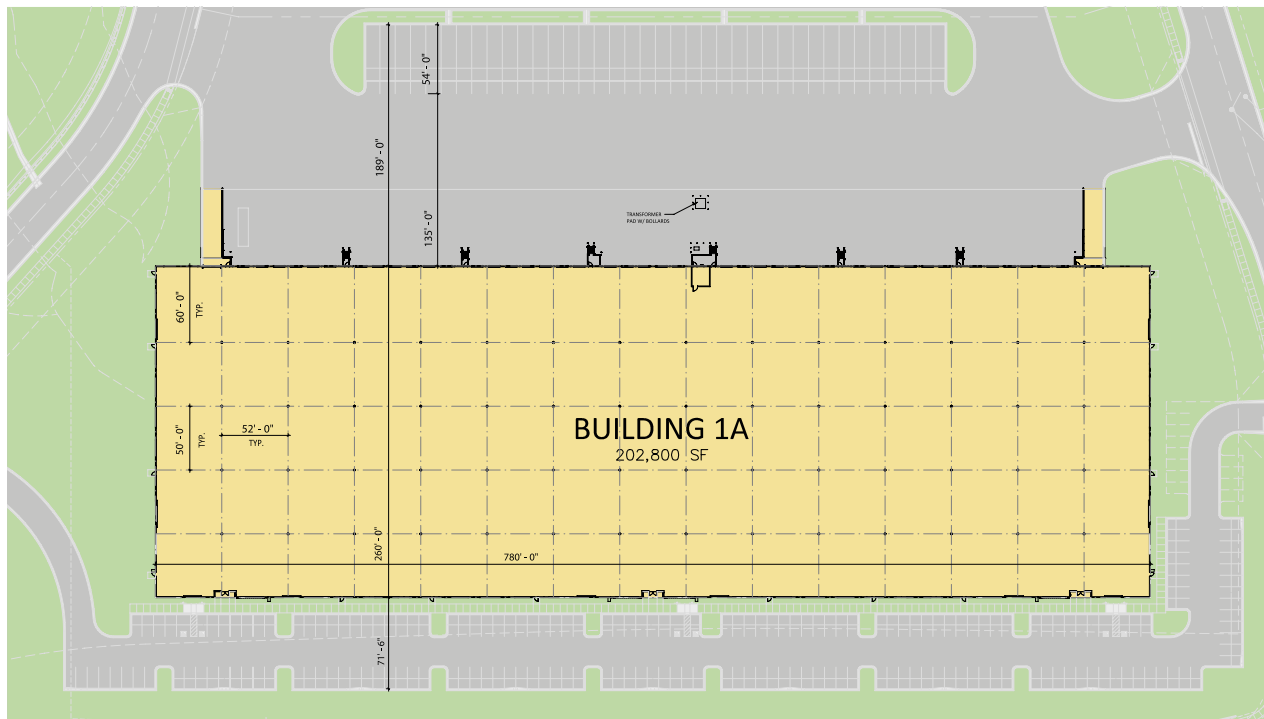 54' - 0"
189' - 0"
135' - 0"
TRANSFORMER
PAD W/ BOLLARDS
60' - 0"
TYP.
50' - 0"
TYP.
52' - 0"
TYP.
BUILDING 1A
202,800 SF
260' - 0"
780' - 0"
71' -6"